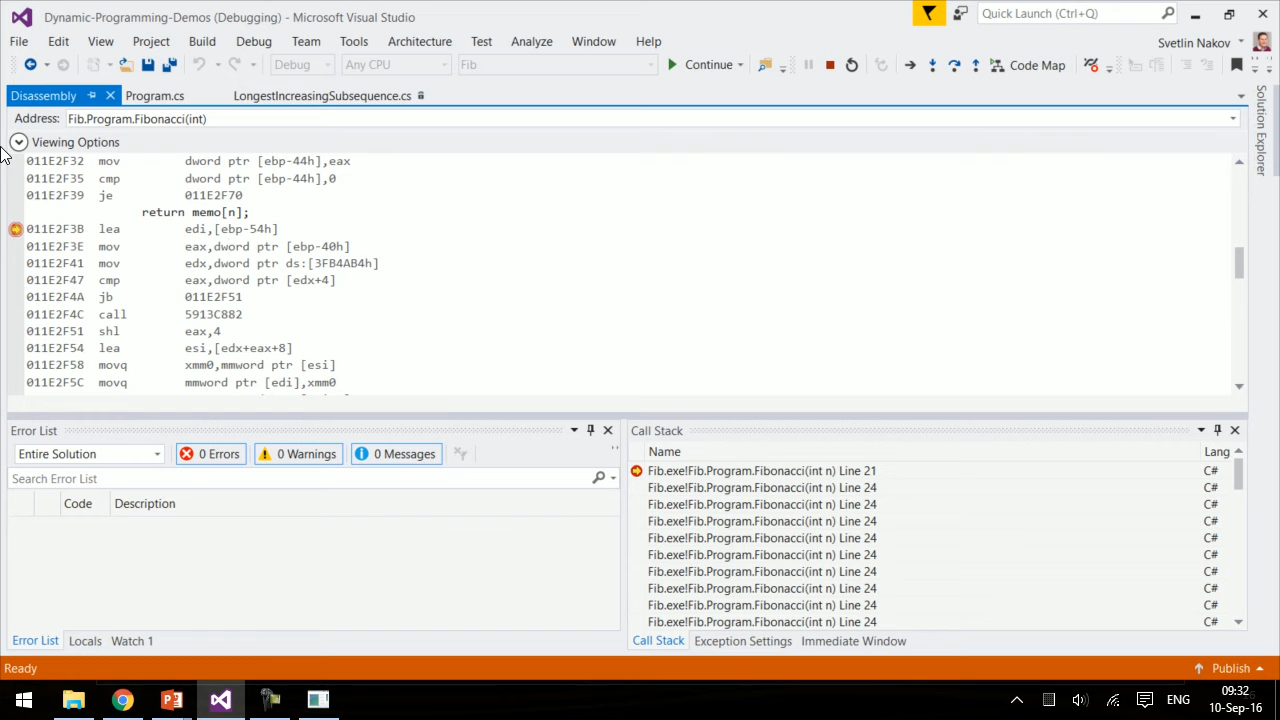 Dynamic-Programming-Demos (Debugging) - Microsoft Visual Studio
Quick Launch (Ctrl+Q)
File Edit View Project Build Debug Team Tools Architecture Test Analyze Window Help
Svetlin Nakov
Debug Any CPU Fib Continue Code Map
Disassembly Program.cs LongestIncreasingSubsequence.cs
Address: Fib.Program.Fibonacci(int)
Viewing Options
011E2F32 mov dword ptr [ebp-44h],eax
011E2F35 cmp dword ptr [ebp-44h],0
011E2F39 je 011E2F70
return memo[n];
011E2F3B lea edi,[ebp-54h]
011E2F3E mov eax,dword ptr [ebp-40h]
011E2F41 mov edx,dword ptr ds:[3FB4AB4h]
011E2F47 cmp eax,dword ptr [edx+4]
011E2F4A jb 011E2F51
011E2F4C call 5913C882
011E2F51 shl eax,4
011E2F54 lea esi,[edx+eax+8]
011E2F58 movq xmm0,mmword ptr [esi]
011E2F5C movq mmword ptr [edi],xmm0
Solution Explorer
Error List
Entire Solution 0 Errors 0 Warnings 0 Messages
Search Error List
Code Description
Error List Locals Watch 1
Call Stack
Name Lang
Fib.exe!Fib.Program.Fibonacci(int n) Line 21 C#
Fib.exe!Fib.Program.Fibonacci(int n) Line 24 C#
Fib.exe!Fib.Program.Fibonacci(int n) Line 24 C#
Fib.exe!Fib.Program.Fibonacci(int n) Line 24 C#
Fib.exe!Fib.Program.Fibonacci(int n) Line 24 C#
Fib.exe!Fib.Program.Fibonacci(int n) Line 24 C#
Fib.exe!Fib.Program.Fibonacci(int n) Line 24 C#
Fib.exe!Fib.Program.Fibonacci(int n) Line 24 C#
Fib.exe!Fib.Program.Fibonacci(int n) Line 24 C#
Fib.exe!Fib.Program.Fibonacci(int n) Line 24 C#
Call Stack Exception Settings Immediate Window
Ready
Publish
ENG
09:32
10-Sep-16